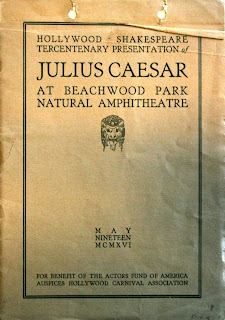 HOLLYWOOD - SHAKESPEARE
TERCENTENARY PRESENTATION of
JULIUS CAESAR
AT BEACHWOOD PARK
NATURAL AMPHITHEATRE
MAY
NINETEEN
MCMXVI
FOR BENEFIT OF THE ACTORS FUND OF AMERICA
AUSPICES HOLLYWOOD CARNIVAL ASSOCIATION